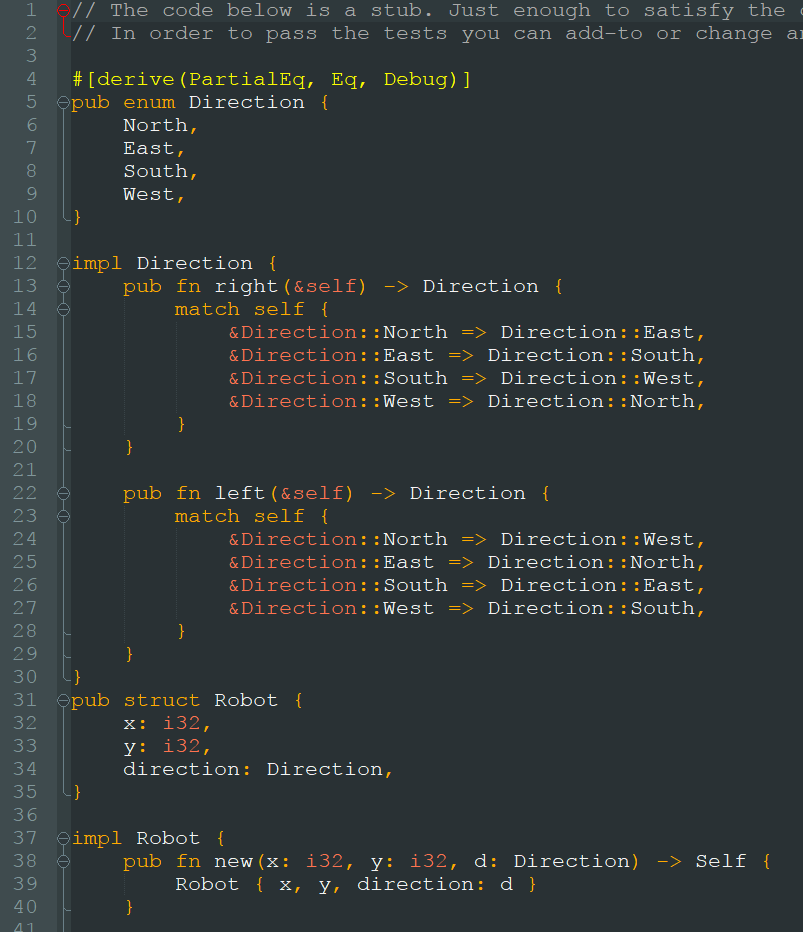 1 // The code below is a stub. Just enough to satisfy the
2 // In order to pass the tests you can add-to or change
3
4 #[derive(PartialEq, Eq, Debug)]
5 pub enum Direction {
6     North,
7     East,
8     South,
9     West,
10 }
11
12 impl Direction {
13     pub fn right(&self) -> Direction {
14         match self {
15             &Direction::North => Direction::East,
16             &Direction::East => Direction::South,
17             &Direction::South => Direction::West,
18             &Direction::West => Direction::North,
19         }
20     }
21
22     pub fn left(&self) -> Direction {
23         match self {
24             &Direction::North => Direction::West,
25             &Direction::East => Direction::North,
26             &Direction::South => Direction::East,
27             &Direction::West => Direction::South,
28         }
29     }
30 }
31 pub struct Robot {
32     x: i32,
33     y: i32,
34     direction: Direction,
35 }
36
37 impl Robot {
38     pub fn new(x: i32, y: i32, d: Direction) -> Self {
39         Robot { x, y, direction: d }
40     }
41